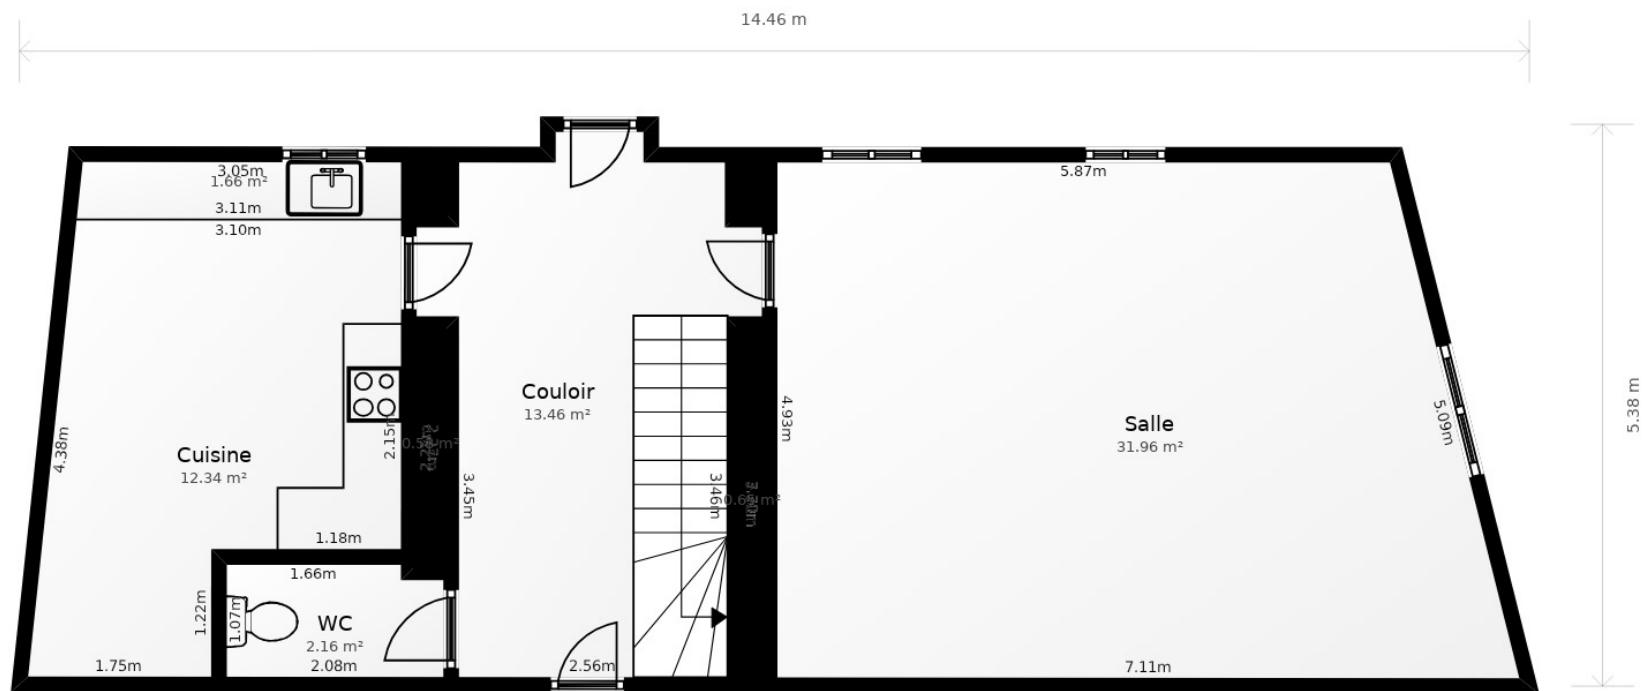 14.46 m
3.05m
1.66 m²
3.11m
3.10m
5.87m
5.38 m
4.38m
Cuisine
12.34 m²
2.15m
1.18m
Couloir
13.46 m²
3.45m
3.46m
4.93m
Salle
31.96 m²
5.09m
1.66m
1.22m
1.07m
WC
2.16 m²
1.75m
2.08m
2.56m
7.11m